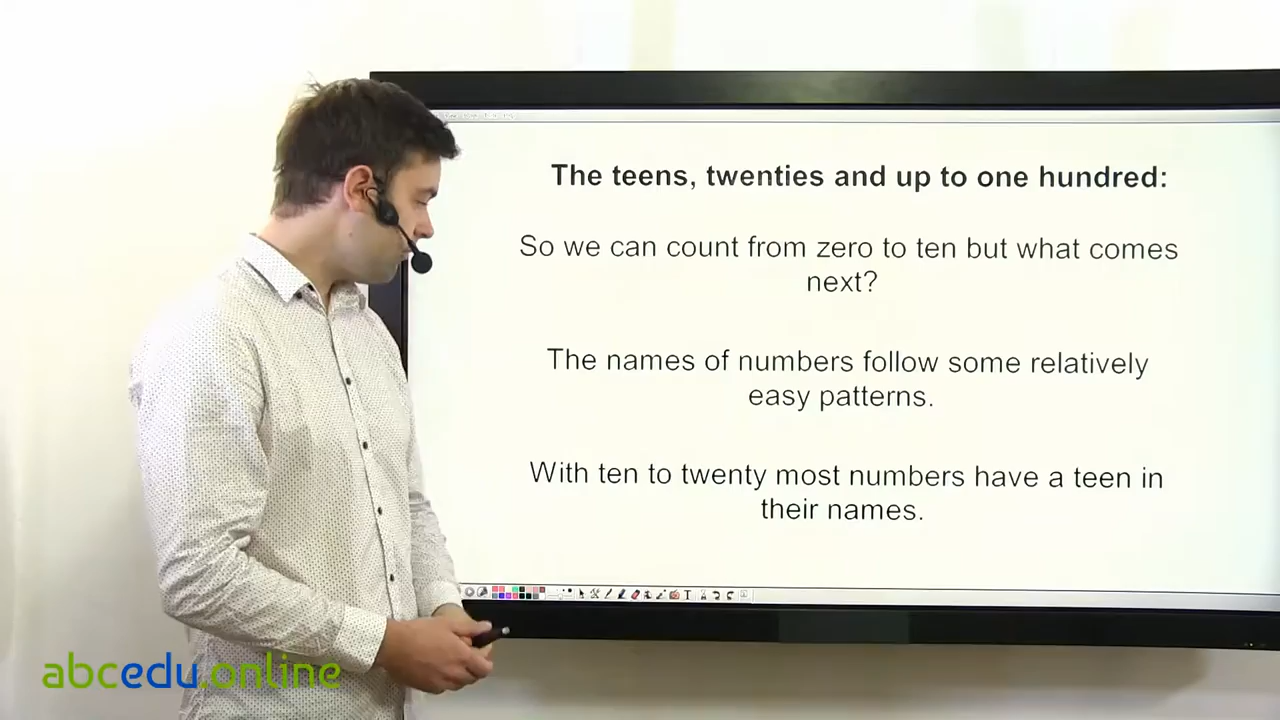 The teens, twenties and up to one hundred:
So we can count from zero to ten but what comes
next?
The names of numbers follow some relatively
easy patterns.
With ten to twenty most numbers have a teen in
their names.
abcedu.online